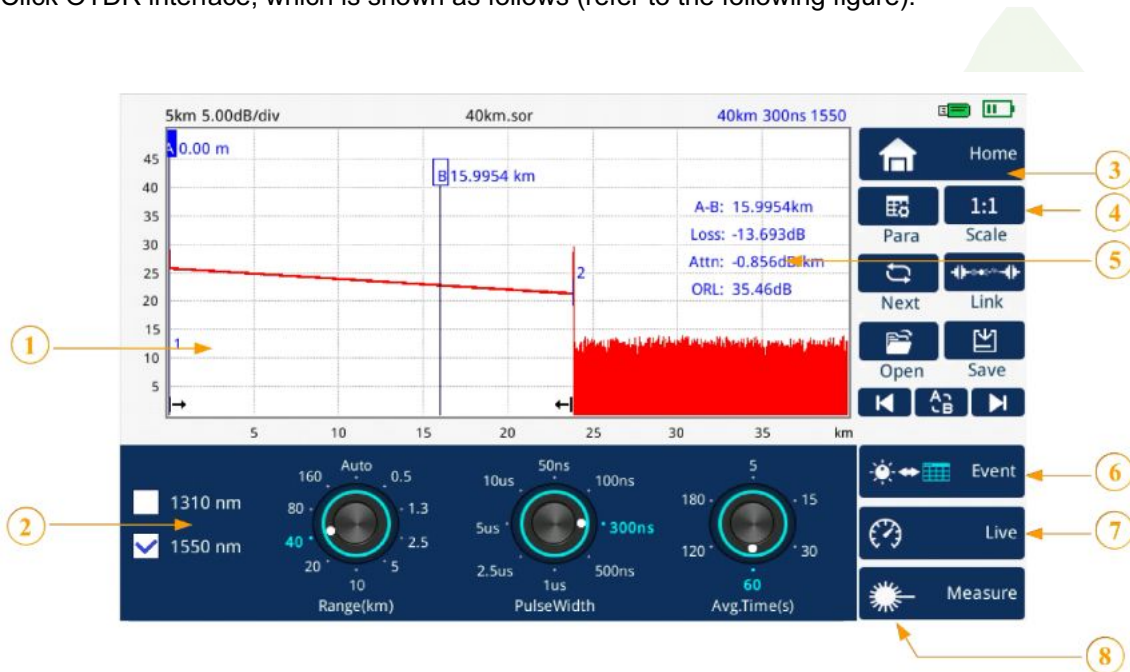 Click OTDR interface, which is shown as follows (refer to the following figure):
5km 5.00dB/div 40km.sor 40km 300ns 1550
A 0.00 m
B 15.9954 km
45
40
35
30
25
20
15
10
5
A-B: 15.9954km
Loss: -13.693dB
Attn: -0.856dB/km
ORL: 35.46dB
1
2
5 10 15 20 25 30 35 km
Home
1:1
Para Scale
Next Link
Open Save
A B
Event
Live
Measure
1310 nm
1550 nm
Auto
0.5
1.3
2.5
5
10
20
40
80
160
Range(km)
50ns
100ns
300ns
500ns
1us
2.5us
5us
10us
PulseWidth
5
15
30
60
120
180
Avg.Time(s)
1
2
3
4
5
6
7
8